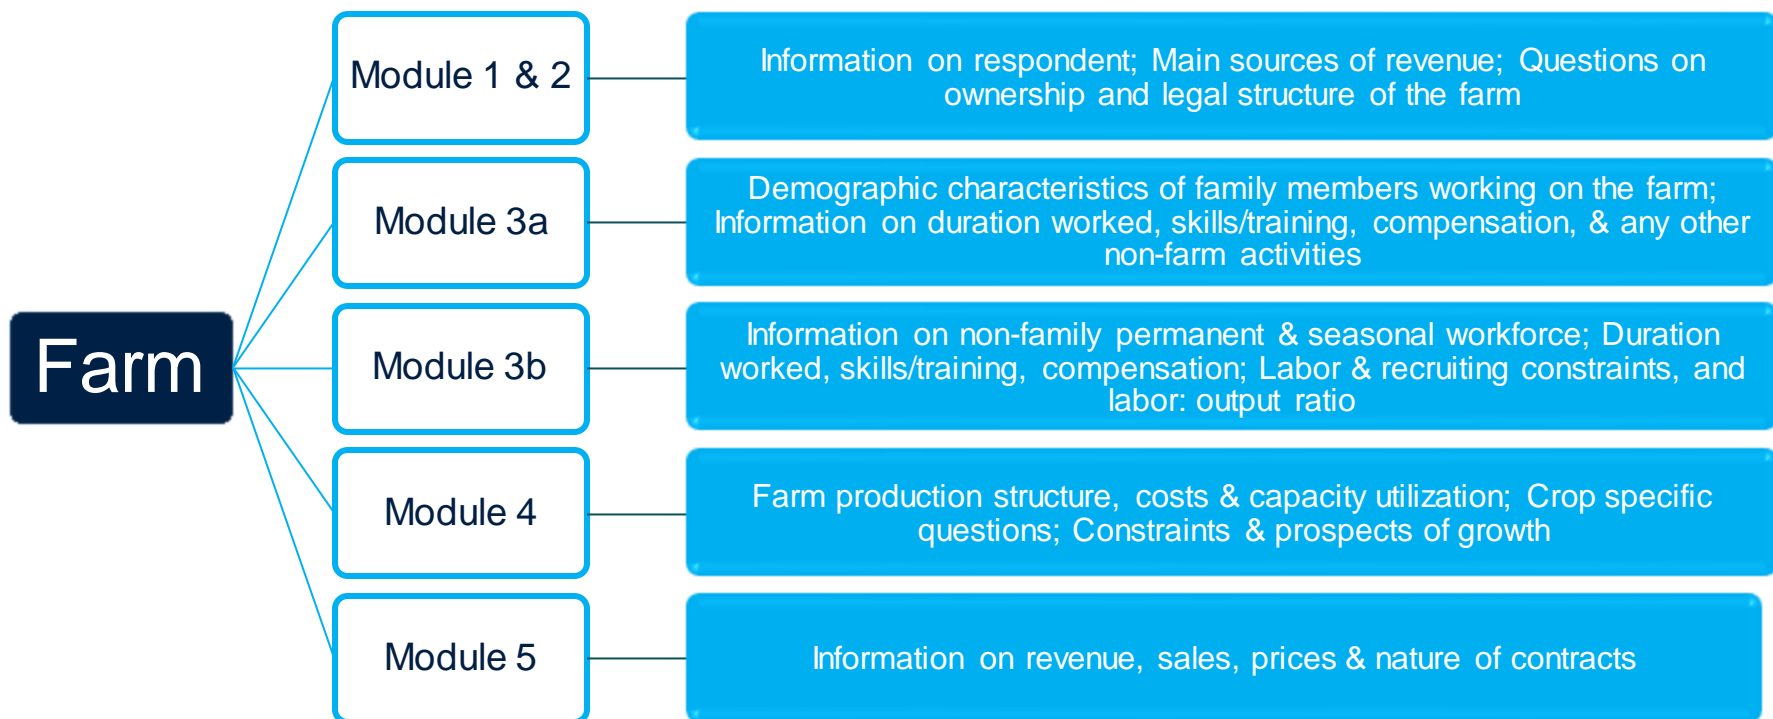 Farm
Module 1 & 2
Information on respondent; Main sources of revenue; Questions on
ownership and legal structure of the farm
Module 3a
Demographic characteristics of family members working on the farm;
Information on duration worked, skills/training, compensation, & any other
non-farm activities
Module 3b
Information on non-family permanent & seasonal workforce; Duration
worked, skills/training, compensation; Labor & recruiting constraints, and
labor: output ratio
Module 4
Farm production structure, costs & capacity utilization; Crop specific
questions; Constraints & prospects of growth
Module 5
Information on revenue, sales, prices & nature of contracts